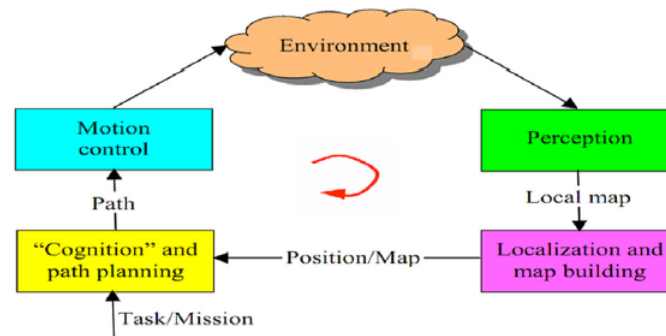 Environment
Motion
control
Perception
Path
Local map
“Cognition” and
path planning
Position/Map
Localization and
map building
Task/Mission